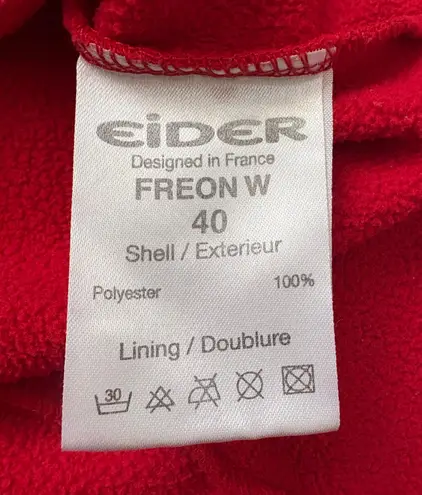 EiDER
Designed in France
FREON W
40
Shell / Exterieur
Polyester 100%
Lining / Doublure
30